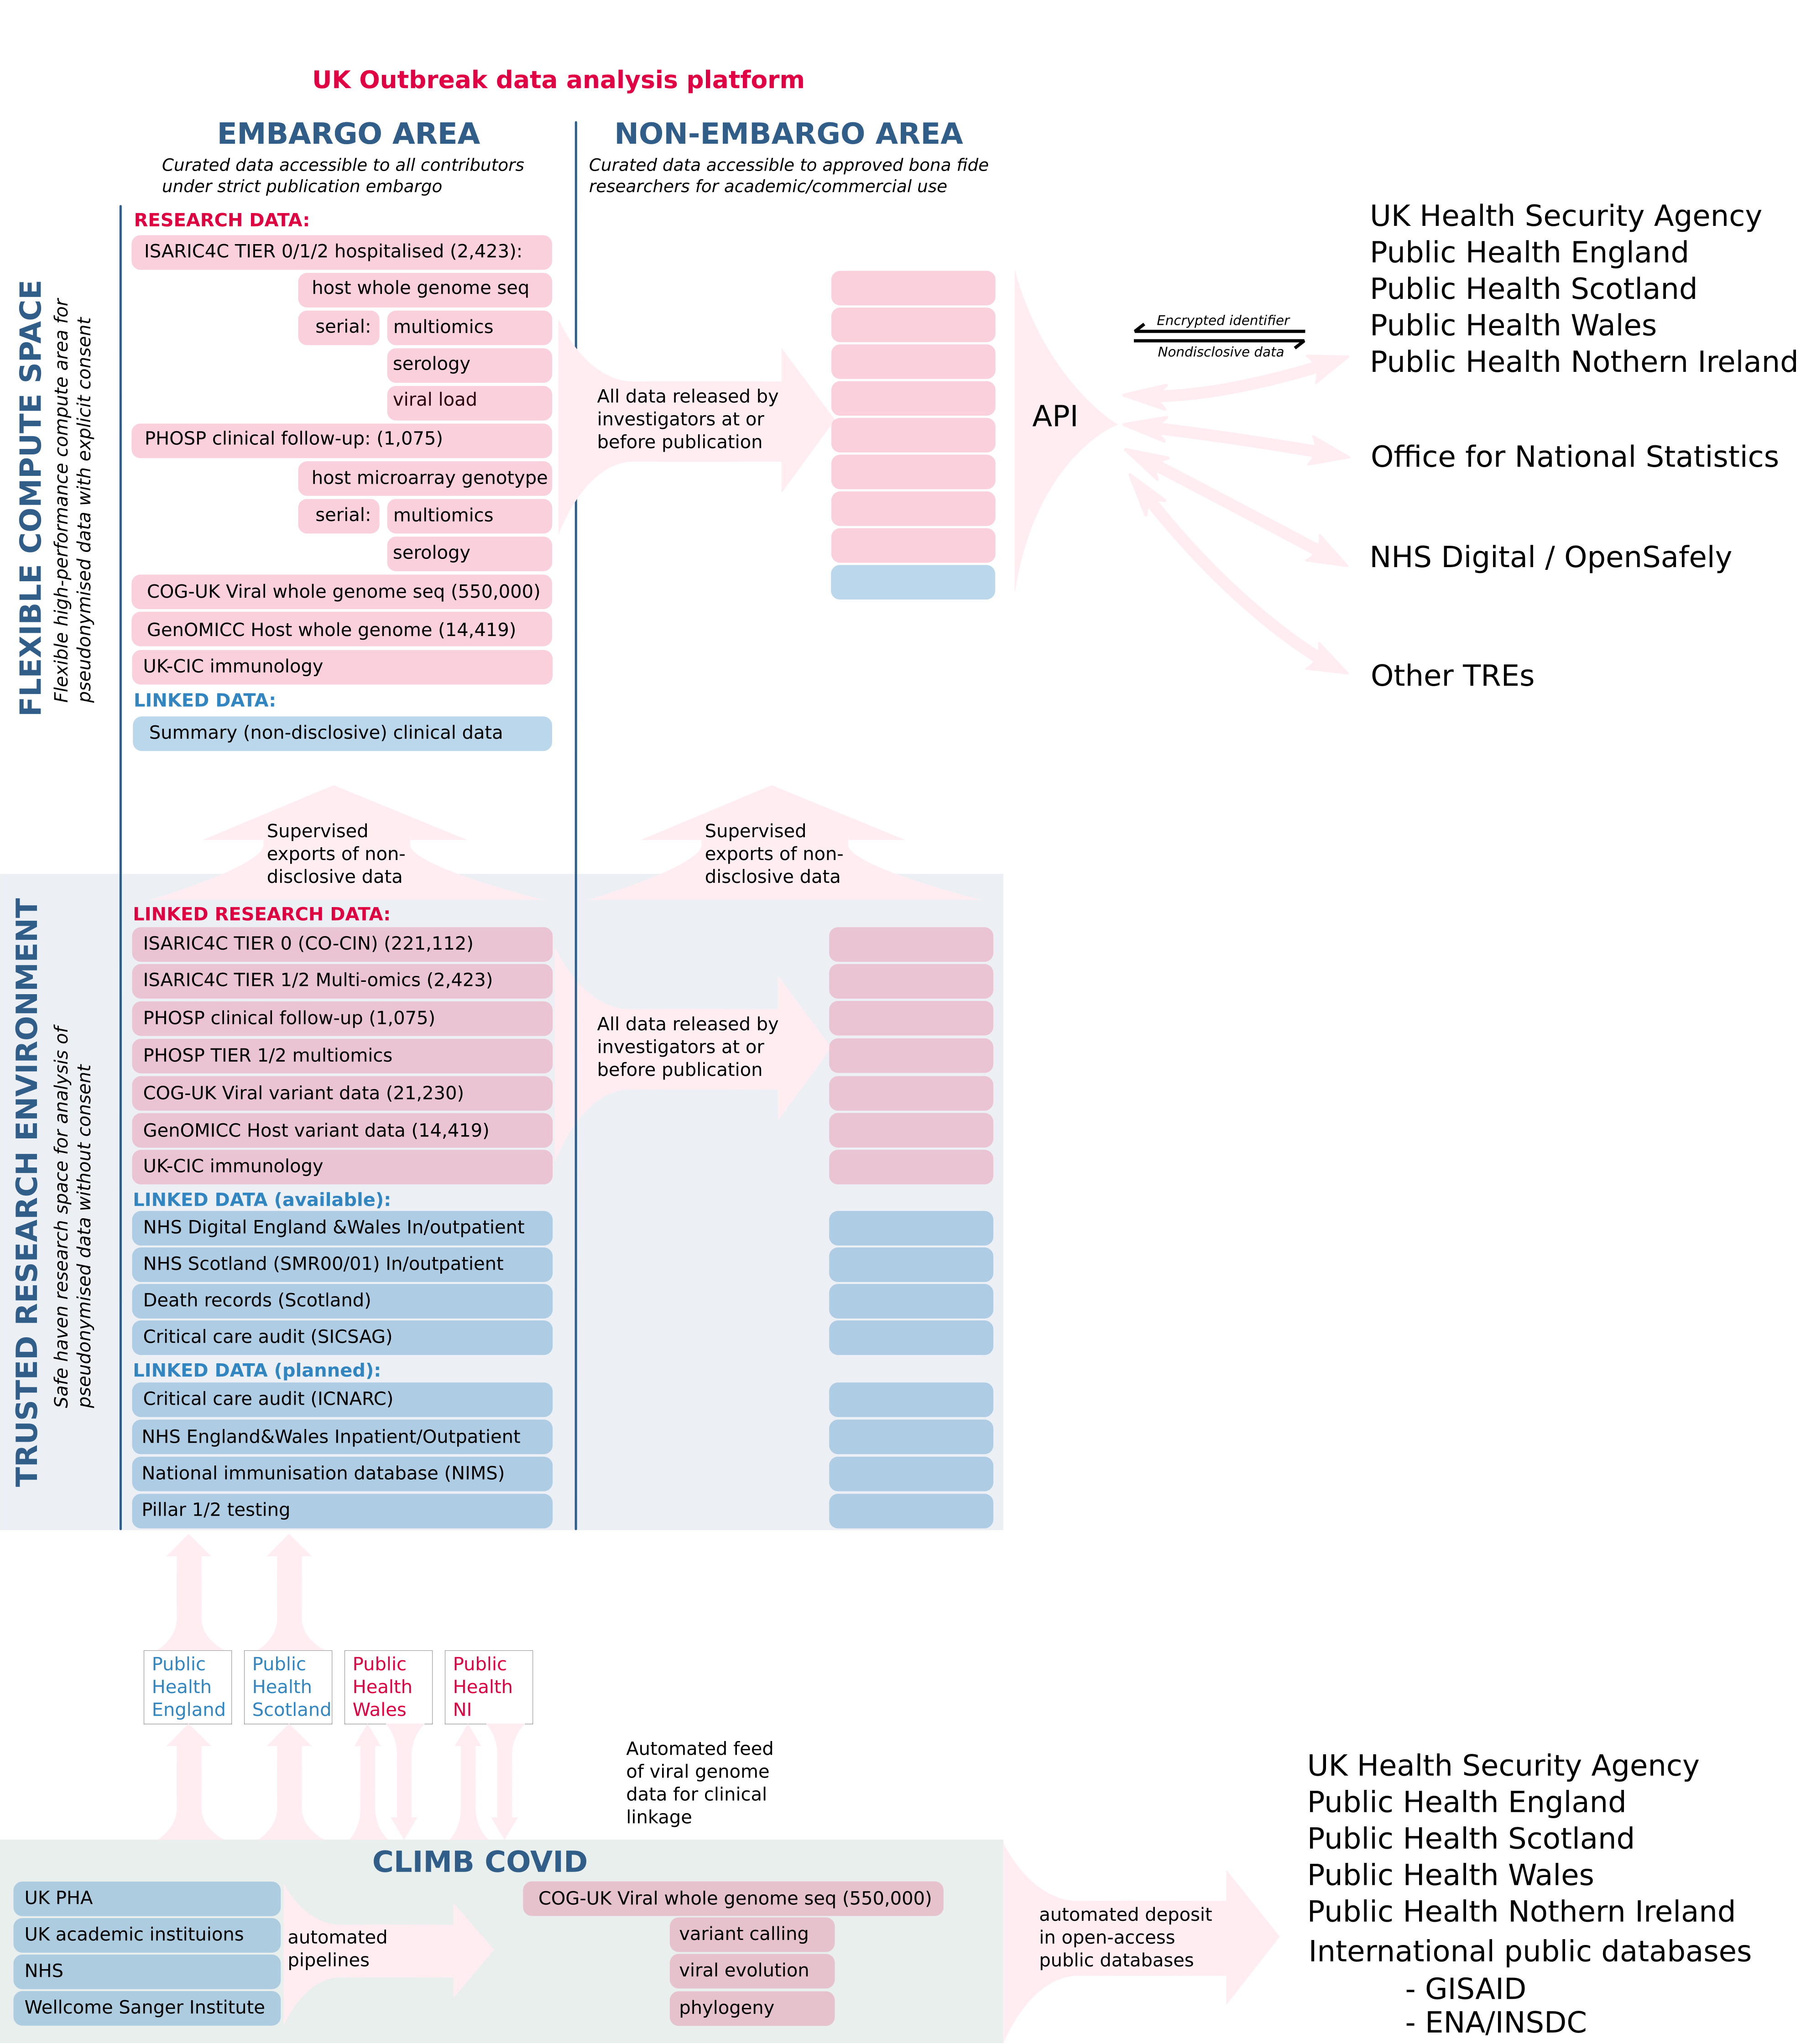 UK Outbreak data analysis platform
EMBARGO AREA
Curated data accessible to all contributors
under strict publication embargo
NON-EMBARGO AREA
Curated data accessible to approved bona fide
researchers for academic/commercial use
FLEXIBLE COMPUTE SPACE
Flexible high-performance compute area for
pseudonymised data with explicit consent
RESEARCH DATA:
ISARIC4C TIER 0/1/2 hospitalised (2,423):
host whole genome seq
serial:
multiomics
serology
viral load
PHOSP clinical follow-up: (1,075)
host microarray genotype
serial:
multiomics
serology
COG-UK Viral whole genome seq (550,000)
GenOMICC Host whole genome (14,419)
UK-CIC immunology
LINKED DATA:
Summary (non-disclosive) clinical data
All data released by
investigators at or
before publication
API
Encrypted identifier
Nondisclosive data
UK Health Security Agency
Public Health England
Public Health Scotland
Public Health Wales
Public Health Nothern Ireland
Office for National Statistics
NHS Digital / OpenSafely
Other TREs
Supervised
exports of non-
disclosive data
Supervised
exports of non-
disclosive data
TRUSTED RESEARCH ENVIRONMENT
Safe haven research space for analysis of
pseudonymised data without consent
LINKED RESEARCH DATA:
ISARIC4C TIER 0 (CO-CIN) (221,112)
ISARIC4C TIER 1/2 Multi-omics (2,423)
PHOSP clinical follow-up (1,075)
PHOSP TIER 1/2 multiomics
COG-UK Viral variant data (21,230)
GenOMICC Host variant data (14,419)
UK-CIC immunology
All data released by
investigators at or
before publication
LINKED DATA (available):
NHS Digital England &Wales In/outpatient
NHS Scotland (SMR00/01) In/outpatient
Death records (Scotland)
Critical care audit (SICSAG)
LINKED DATA (planned):
Critical care audit (ICNARC)
NHS England&Wales Inpatient/Outpatient
National immunisation database (NIMS)
Pillar 1/2 testing
Public
Health
England
Public
Health
Scotland
Public
Health
Wales
Public
Health
NI
Automated feed
of viral genome
data for clinical
linkage
CLIMB COVID
UK PHA
UK academic instituions
NHS
Wellcome Sanger Institute
automated
pipelines
COG-UK Viral whole genome seq (550,000)
variant calling
viral evolution
phylogeny
automated deposit
in open-access
public databases
UK Health Security Agency
Public Health England
Public Health Scotland
Public Health Wales
Public Health Nothern Ireland
International public databases
- GISAID
- ENA/INSDC